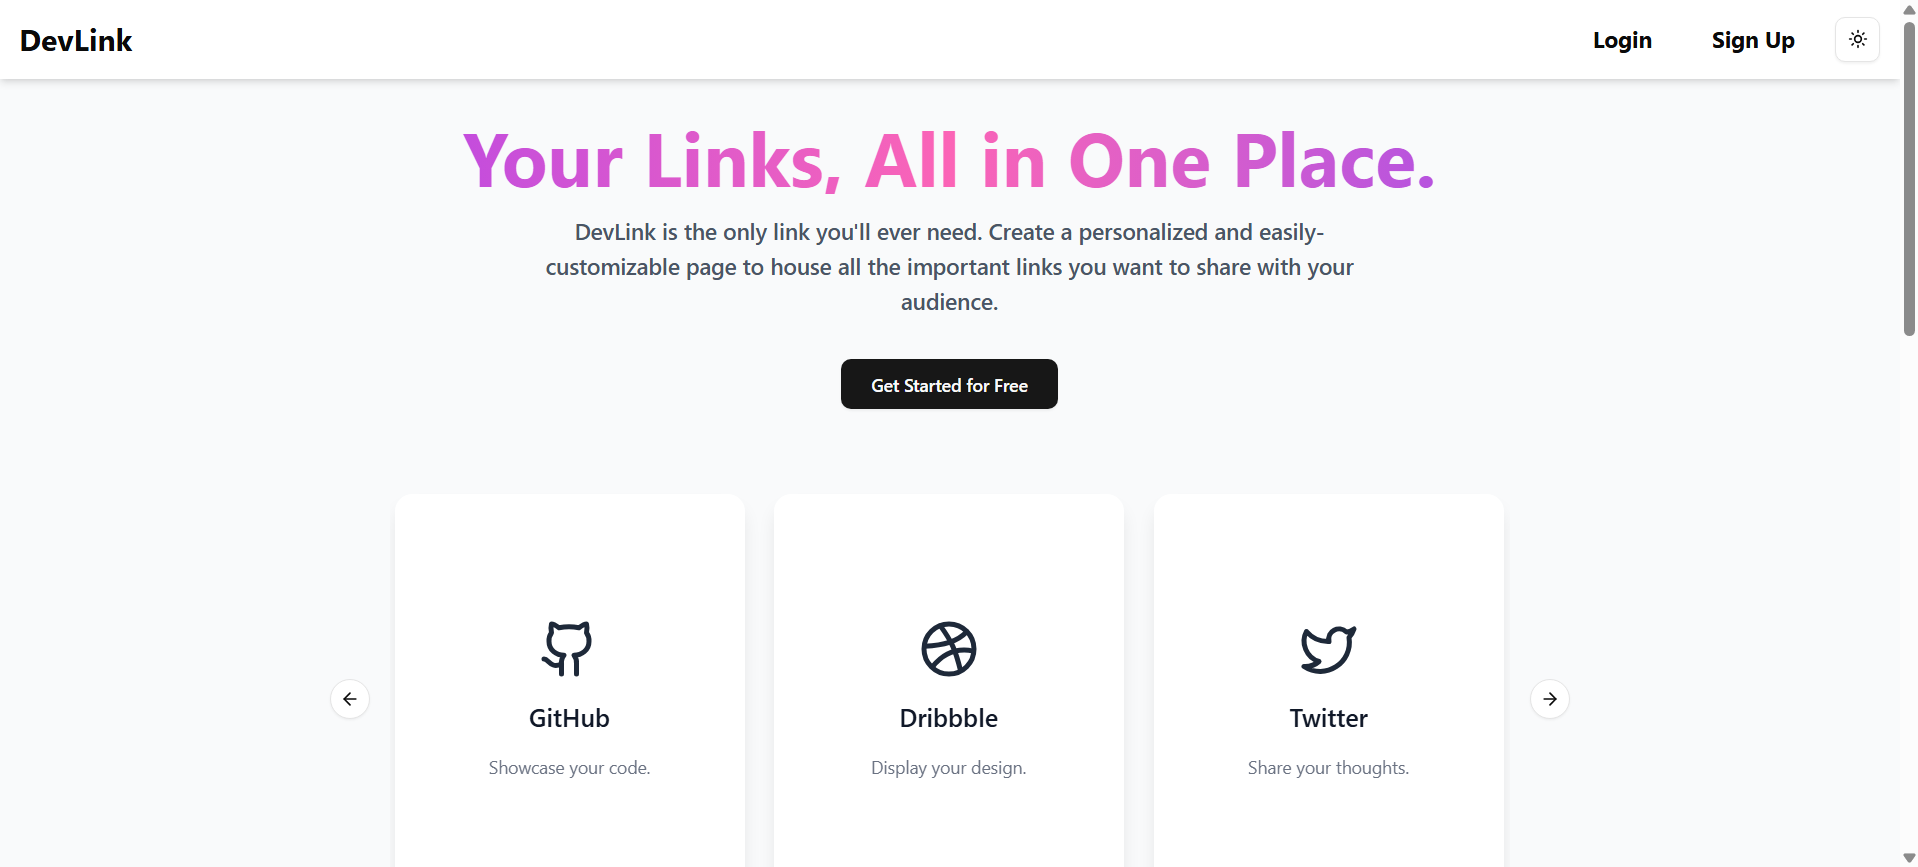 DevLink
Login
Sign Up
Your Links, All in One Place.
DevLink is the only link you'll ever need. Create a personalized and easily-
customizable page to house all the important links you want to share with your
audience.
Get Started for Free
GitHub
Showcase your code.
Dribbble
Display your design.
Twitter
Share your thoughts.